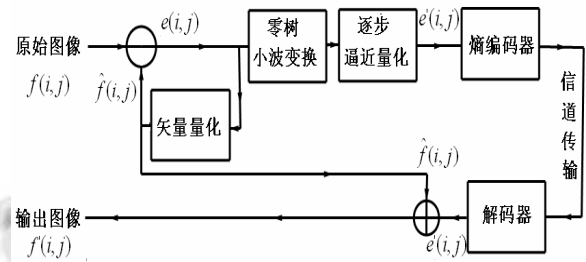 原始图像
f(i,j)
e(i,j)
f̂(i,j)
零树
小波变换
逐步
逼近量化
e'(i,j)
熵编码器
矢量量化
信道传输
f̂(i,j)
解码器
e'(i,j)
输出图像
f'(i,j)